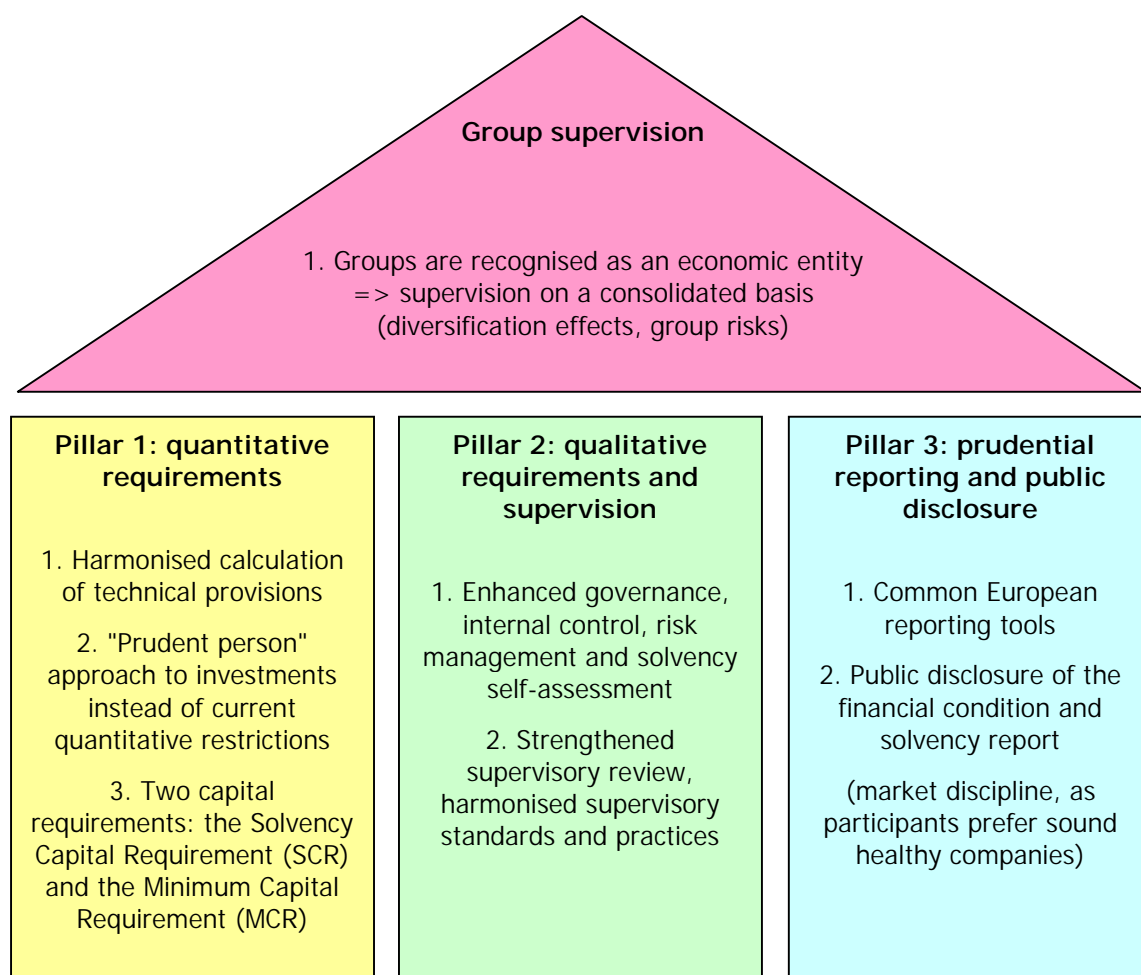 Group supervision
1. Groups are recognised as an economic entity
=> supervision on a consolidated basis
(diversification effects, group risks)
Pillar 1: quantitative
requirements
1. Harmonised calculation
of technical provisions
2. "Prudent person"
approach to investments
instead of current
quantitative restrictions
3. Two capital
requirements: the Solvency
Capital Requirement (SCR)
and the Minimum Capital
Requirement (MCR)
Pillar 2: qualitative
requirements and
supervision
1. Enhanced governance,
internal control, risk
management and solvency
self-assessment
2. Strengthened
supervisory review,
harmonised supervisory
standards and practices
Pillar 3: prudential
reporting and public
disclosure
1. Common European
reporting tools
2. Public disclosure of the
financial condition and
solvency report
(market discipline, as
participants prefer sound
healthy companies)